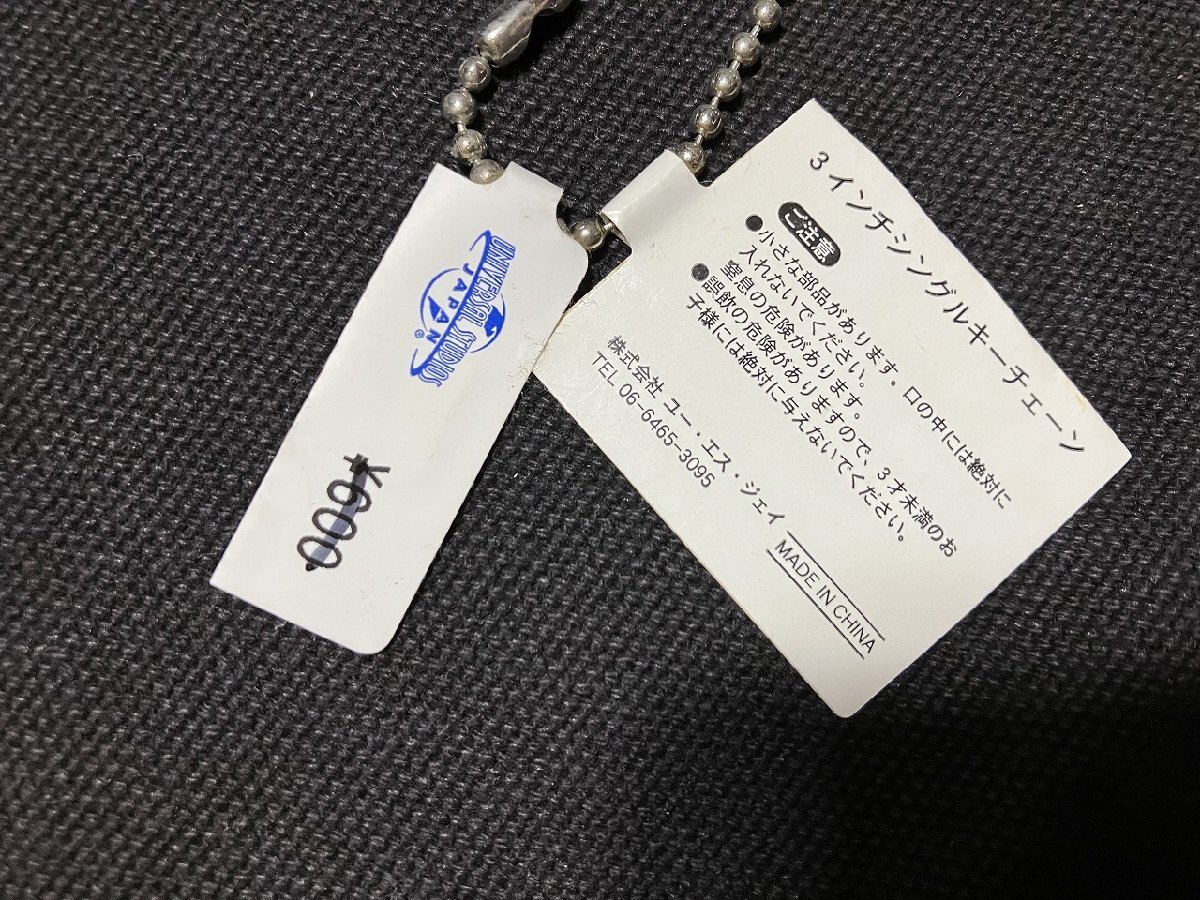 UNIVERSAL STUDIOS
JAPAN
®
¥600
3インチシングルキーチェーン
ご注意
●小さな部品があります・口の中には絶対に
入れないでください。
窒息の危険があります。
●誤飲の危険がありますので、3才未満のお
子様には絶対に与えないでください。
株式会社 ユー・エス・ジェイ
TEL 06-6465-3095
MADE IN CHINA